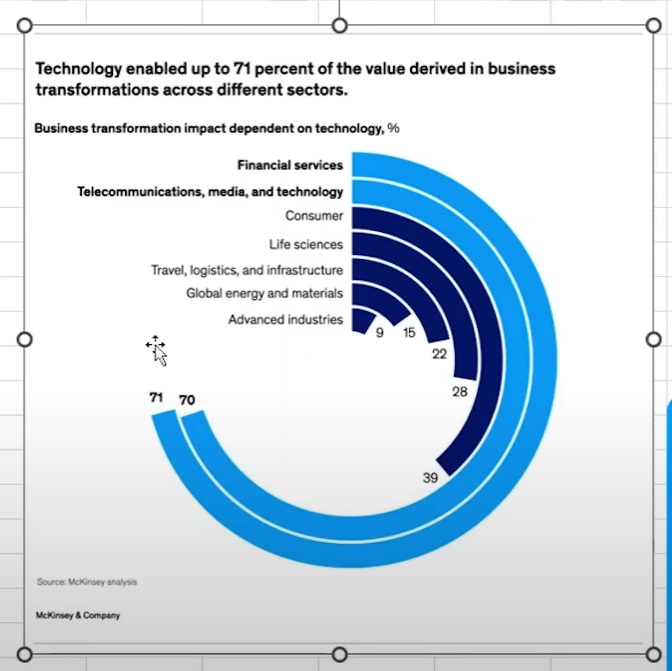 Technology enabled up to 71 percent of the value derived in business
transformations across different sectors.
Business transformation impact dependent on technology, %
Financial services
Telecommunications, media, and technology
Consumer
Life sciences
Travel, logistics, and infrastructure
Global energy and materials
Advanced industries
9
15
22
28
39
71
70
Source: McKinsey analysis
McKinsey & Company